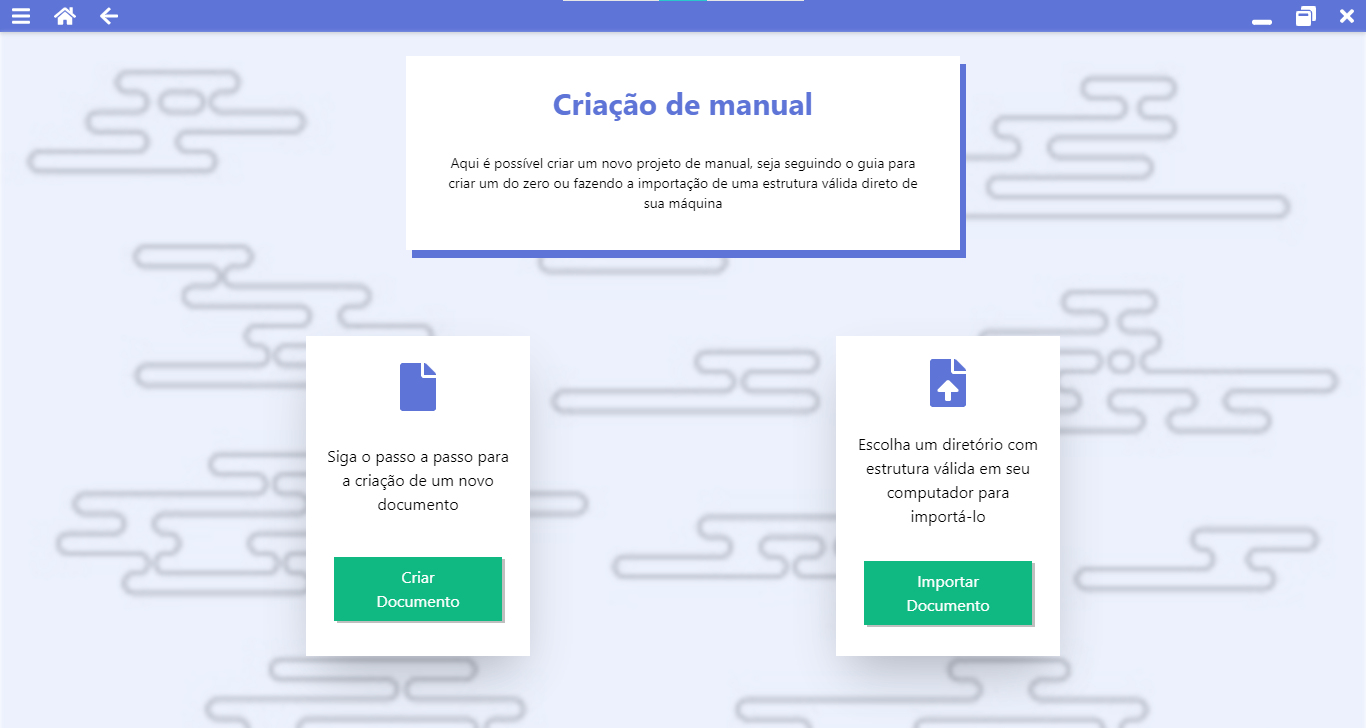 Criação de manual
Aqui é possível criar um novo projeto de manual, seja seguindo o guia para
criar um do zero ou fazendo a importação de uma estrutura válida direto de
sua máquina
Siga o passo a passo para
a criação de um novo
documento
Criar
Documento
Escolha um diretório com
estrutura válida em seu
computador para
importá-lo
Importar
Documento